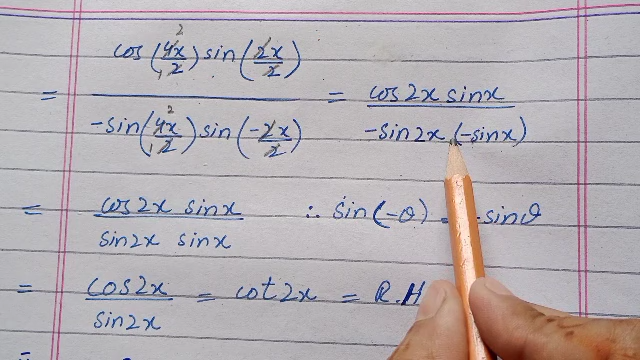 = cos(4x/2) sin(2x/2) / -sin(4x/2) sin(-2x/2) = cos2x sinx / -sin2x (-sinx)
= cos2x sinx / sin2x sinx ∴ sin(-θ) = -sinθ
= cos2x / sin2x = cot2x = R.H